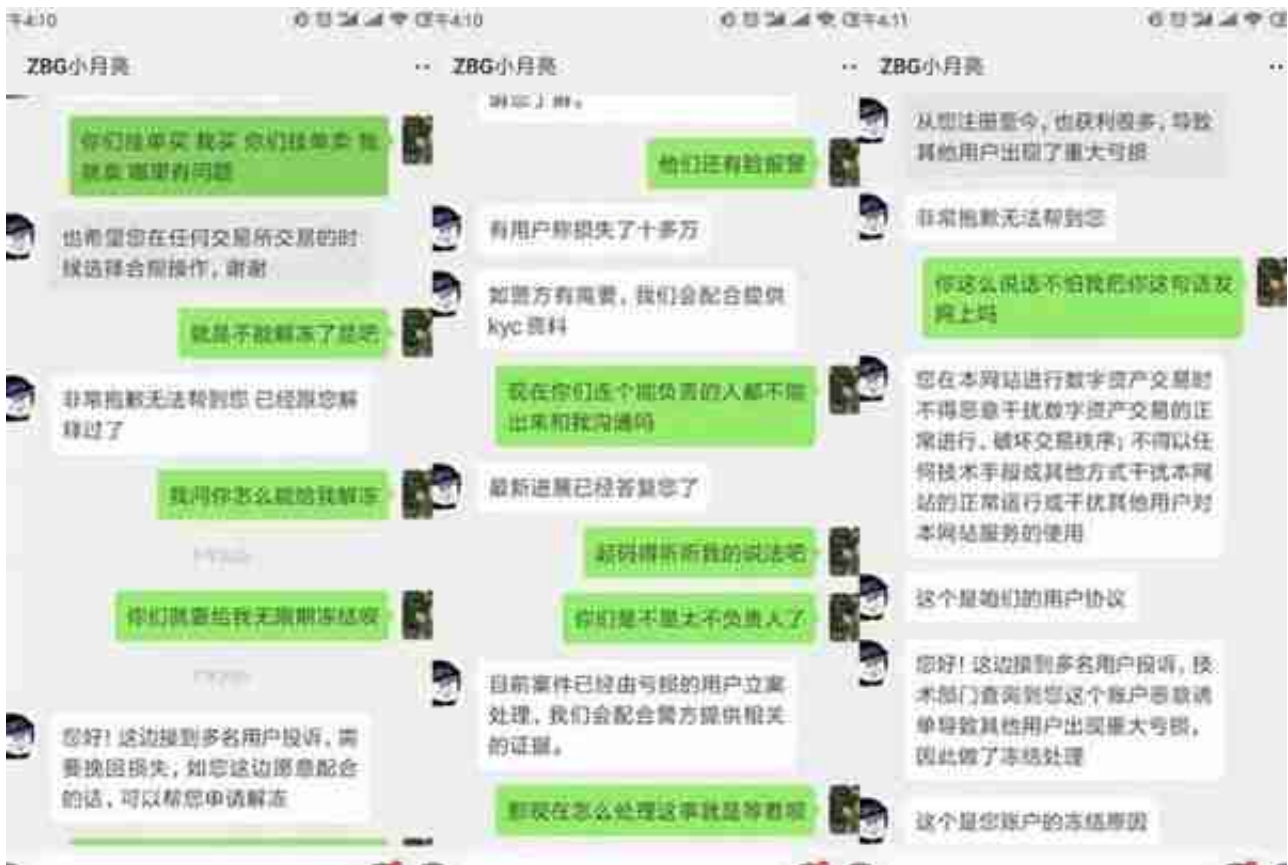 午4:10
ZBG小月亮
你们挂单买 我买 你们挂单卖 我
就卖 哪里有问题
也希望您在任何交易所交易的时
候选择合规操作，谢谢
就是不能解冻了是吧
非常抱歉无法帮到您 已经跟您解
释过了
我问你怎么能给我解冻
你们就要给我无限期冻结呗
您好！这边接到多名用户投诉，需
要挽回损失，如您这边愿意配合
的话，可以帮您申请解冻
午4:10
ZBG小月亮
他们还有脸报警
有用户称损失了十多万
如警方有需要，我们会配合提供
kyc 资料
现在你们连个能负责的人都不能
出来和我沟通吗
最新进展已经答复您了
起码得听听我的说法吧
你们是不是太不负责人了
目前案件已经由亏损的用户立案
处理，我们会配合警方提供相关
的证据。
那现在怎么处理这事就是等着呗
午4:11
ZBG小月亮
从您注册至今，也获利很多，导致
其他用户出现了重大亏损
非常抱歉无法帮到您
你这么说话不怕我把你这句话发
网上吗
您在本网站进行数字资产交易时
不得恶意干扰数字资产交易的正
常进行、破坏交易秩序；不得以任
何技术手段或其他方式干扰本网
站的正常运行或干扰其他用户对
本网站服务的使用
这个是咱们的用户协议
您好！这边接到多名用户投诉，技
术部门查询到您这个账户恶意诱
单导致其他用户出现重大亏损，
因此做了冻结处理
这个是您账户的冻结原因